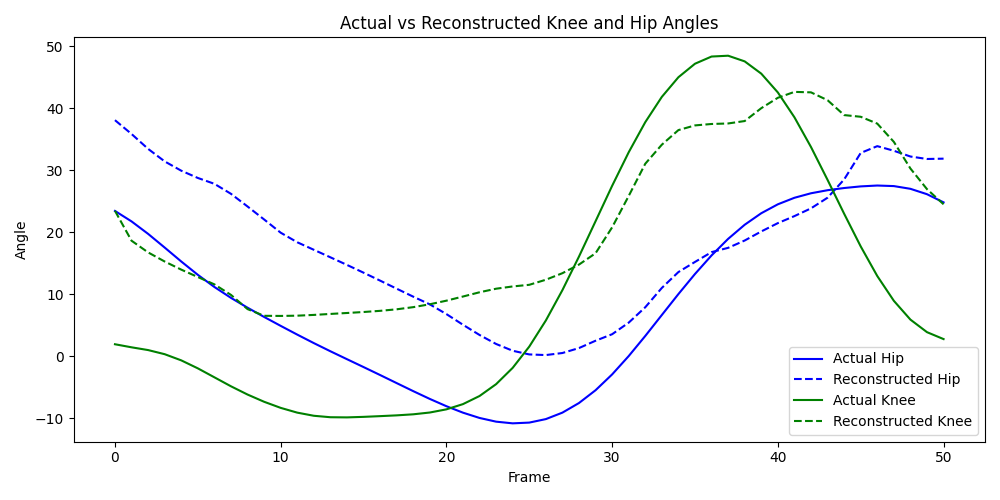 Actual vs Reconstructed Knee and Hip Angles
50
40
30
20
10
0
−10
Angle
0 10 20 30 40 50
Frame
Actual Hip
Reconstructed Hip
Actual Knee
Reconstructed Knee